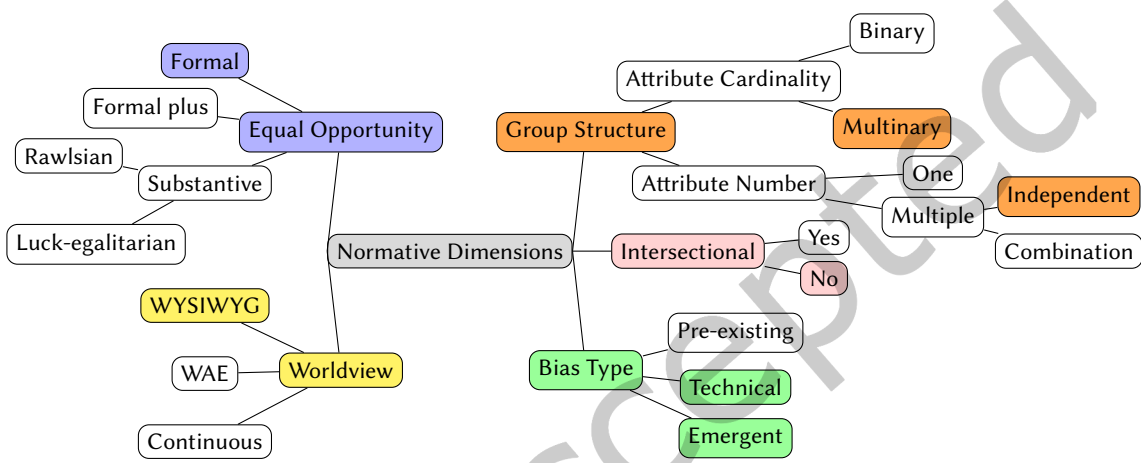 Binary
Formal
Attribute Cardinality
Formal plus
Equal Opportunity
Group Structure
Multinary
Rawlsian
Substantive
Attribute Number
One
Independent
Multiple
Luck-egalitarian
Normative Dimensions
Intersectional
Yes
Combination
No
WYSIWYG
Pre-existing
WAE
Worldview
Bias Type
Technical
Continuous
Emergent
cepted